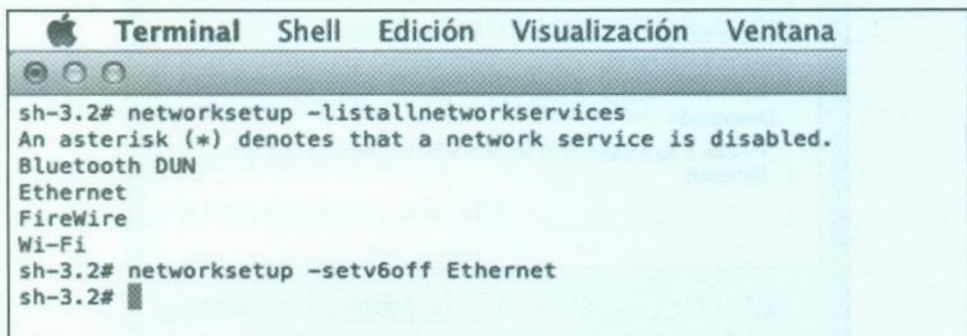 Terminal Shell Edición Visualización Ventana
sh-3.2# networksetup -listallnetworkservices
An asterisk (*) denotes that a network service is disabled.
Bluetooth DUN
Ethernet
FireWire
Wi-Fi
sh-3.2# networksetup -setv6off Ethernet
sh-3.2#